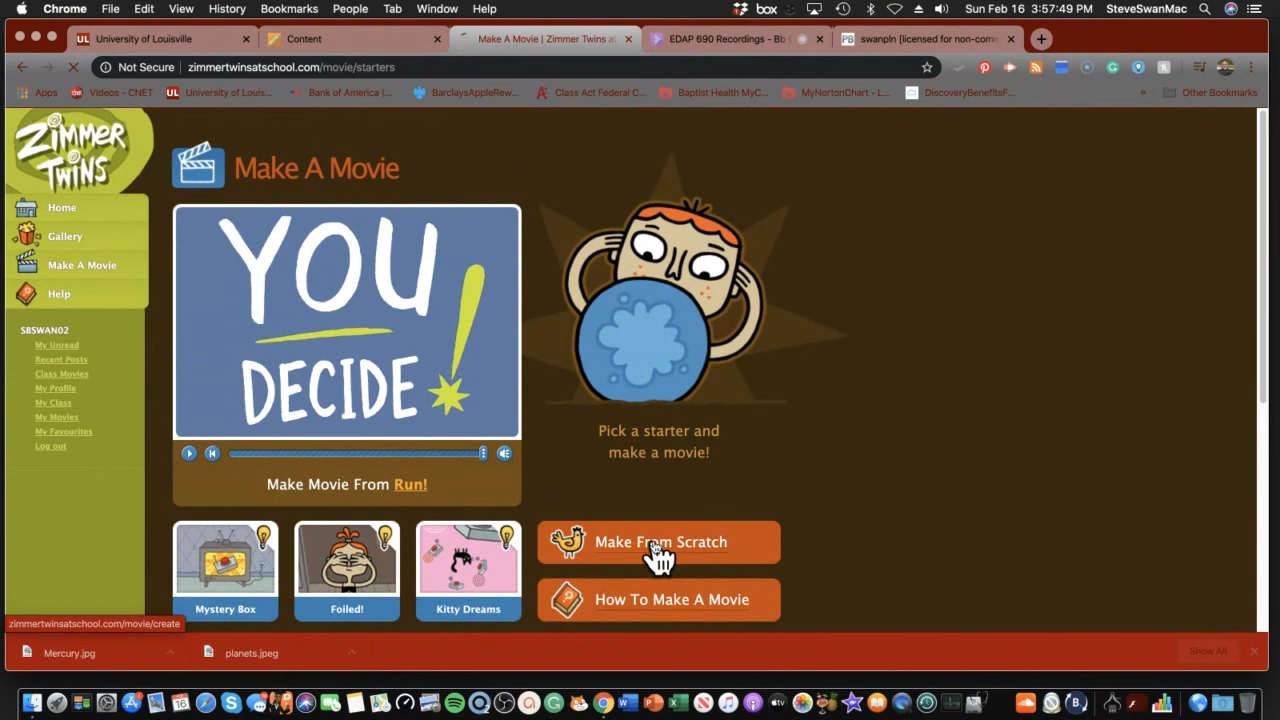 Chrome File Edit View History Bookmarks People Tab Window Help box Sun Feb 16 3:57:49 PM SteveSwanMac
University of Louisville × Content × Make A Movie | Zimmer Twins at × EDAP 690 Recordings - Bb × swanpln [licensed for non-com × +
Not Secure zimmertwinsatschool.com/movie/starters
Apps Videos - CNET University of Louis... Bank of America |... BarclaysAppleRew... Class Act Federal C... Baptist Health MyC... MyNortonChart - L... DiscoveryBenefitsF... » Other Bookmarks
ZIMMER
TWINS
Home
Gallery
Make A Movie
Help
SBSWAN02
My Unread
Recent Posts
Class Movies
My Profile
My Class
My Movies
My Favourites
Log out
Make A Movie
YOU
DECIDE!
Make Movie From Run!
Pick a starter and
make a movie!
Mystery Box
Foiled!
Kitty Dreams
Make From Scratch
How To Make A Movie
zimmertwinsatschool.com/movie/create
Mercury.jpg planets.jpeg Show All